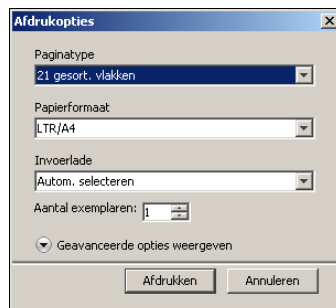 Afdrukopties
Paginatype
21 gesort. vlakken
Papierformaat
LTR/A4
Invoerlade
Autom. selecteren
Aantal exemplaren: 1
Geavanceerde opties weergeven
Afdrukken Annuleren